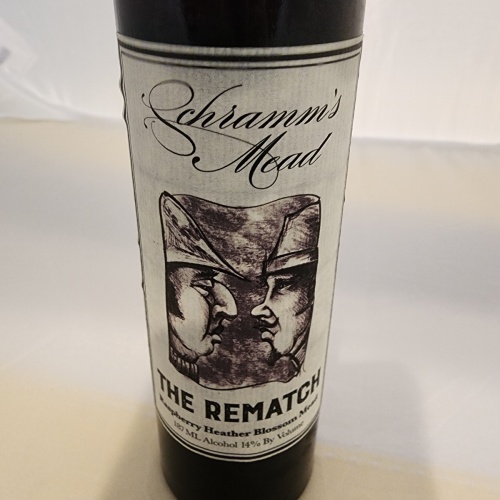 Schramm's
Mead
THE REMATCH
Raspberry Heather Blossom Mead
187 ML Alcohol 14% By Volume